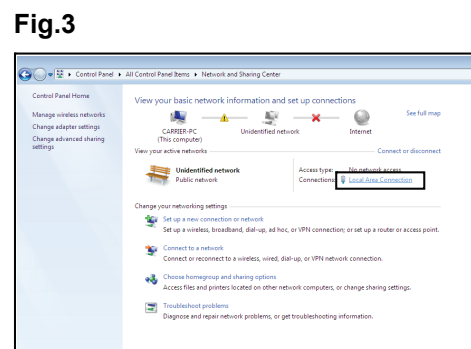 Fig.3
Control Panel ▸ All Control Panel Items ▸ Network and Sharing Center
Control Panel Home
Manage wireless networks
Change adapter settings
Change advanced sharing
settings
View your basic network information and set up connections
See full map
CARRIER-PC
(This computer)
Unidentified network
Internet
View your active networks
Connect or disconnect
Unidentified network
Public network
Access type: No network access
Connections: Local Area Connection
Change your networking settings
Set up a new connection or network
Set up a wireless, broadband, dial-up, ad hoc, or VPN connection; or set up a router or access point.
Connect to a network
Connect or reconnect to a wireless, wired, dial-up, or VPN network connection.
Choose homegroup and sharing options
Access files and printers located on other network computers, or change sharing settings.
Troubleshoot problems
Diagnose and repair network problems, or get troubleshooting information.